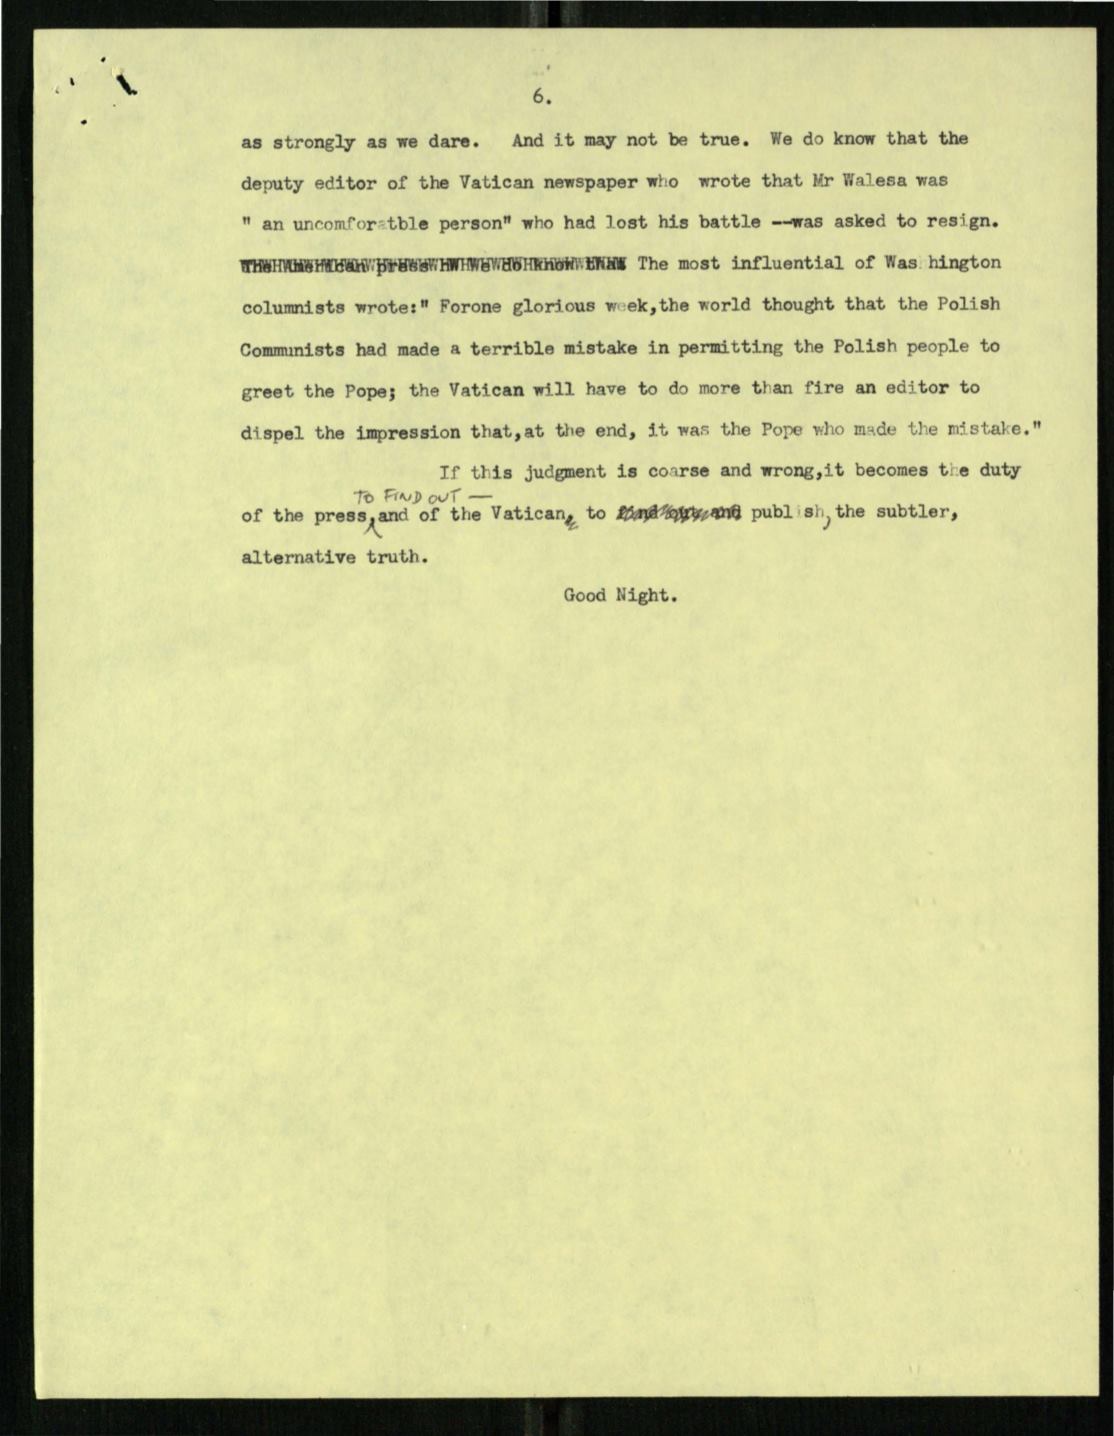 6.
as strongly as we dare. And it may not be true. We do know that the
deputy editor of the Vatican newspaper who wrote that Mr Walesa was
" an uncomforatble person" who had lost his battle --was asked to resign.
The most influential of Was hington
columnists wrote:" Forone glorious week,the world thought that the Polish
Communists had made a terrible mistake in permitting the Polish people to
greet the Pope; the Vatican will have to do more than fire an editor to
dispel the impression that,at the end, it was the Pope who made the mistake."
If this judgment is coarse and wrong,it becomes the duty
TO FIND OUT —
of the press,and of the Vatican, to publish, the subtler,
alternative truth.
Good Night.